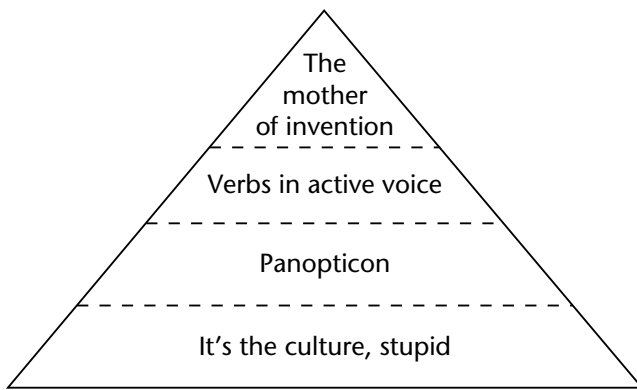 The
mother
of invention
Verbs in active voice
Panopticon
It's the culture, stupid